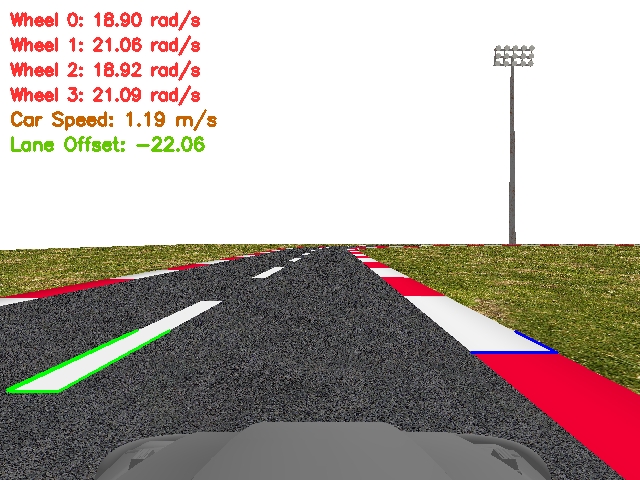 Wheel 0: 18.90 rad/s
Wheel 1: 21.06 rad/s
Wheel 2: 18.92 rad/s
Wheel 3: 21.09 rad/s
Car Speed: 1.19 m/s
Lane Offset: -22.06